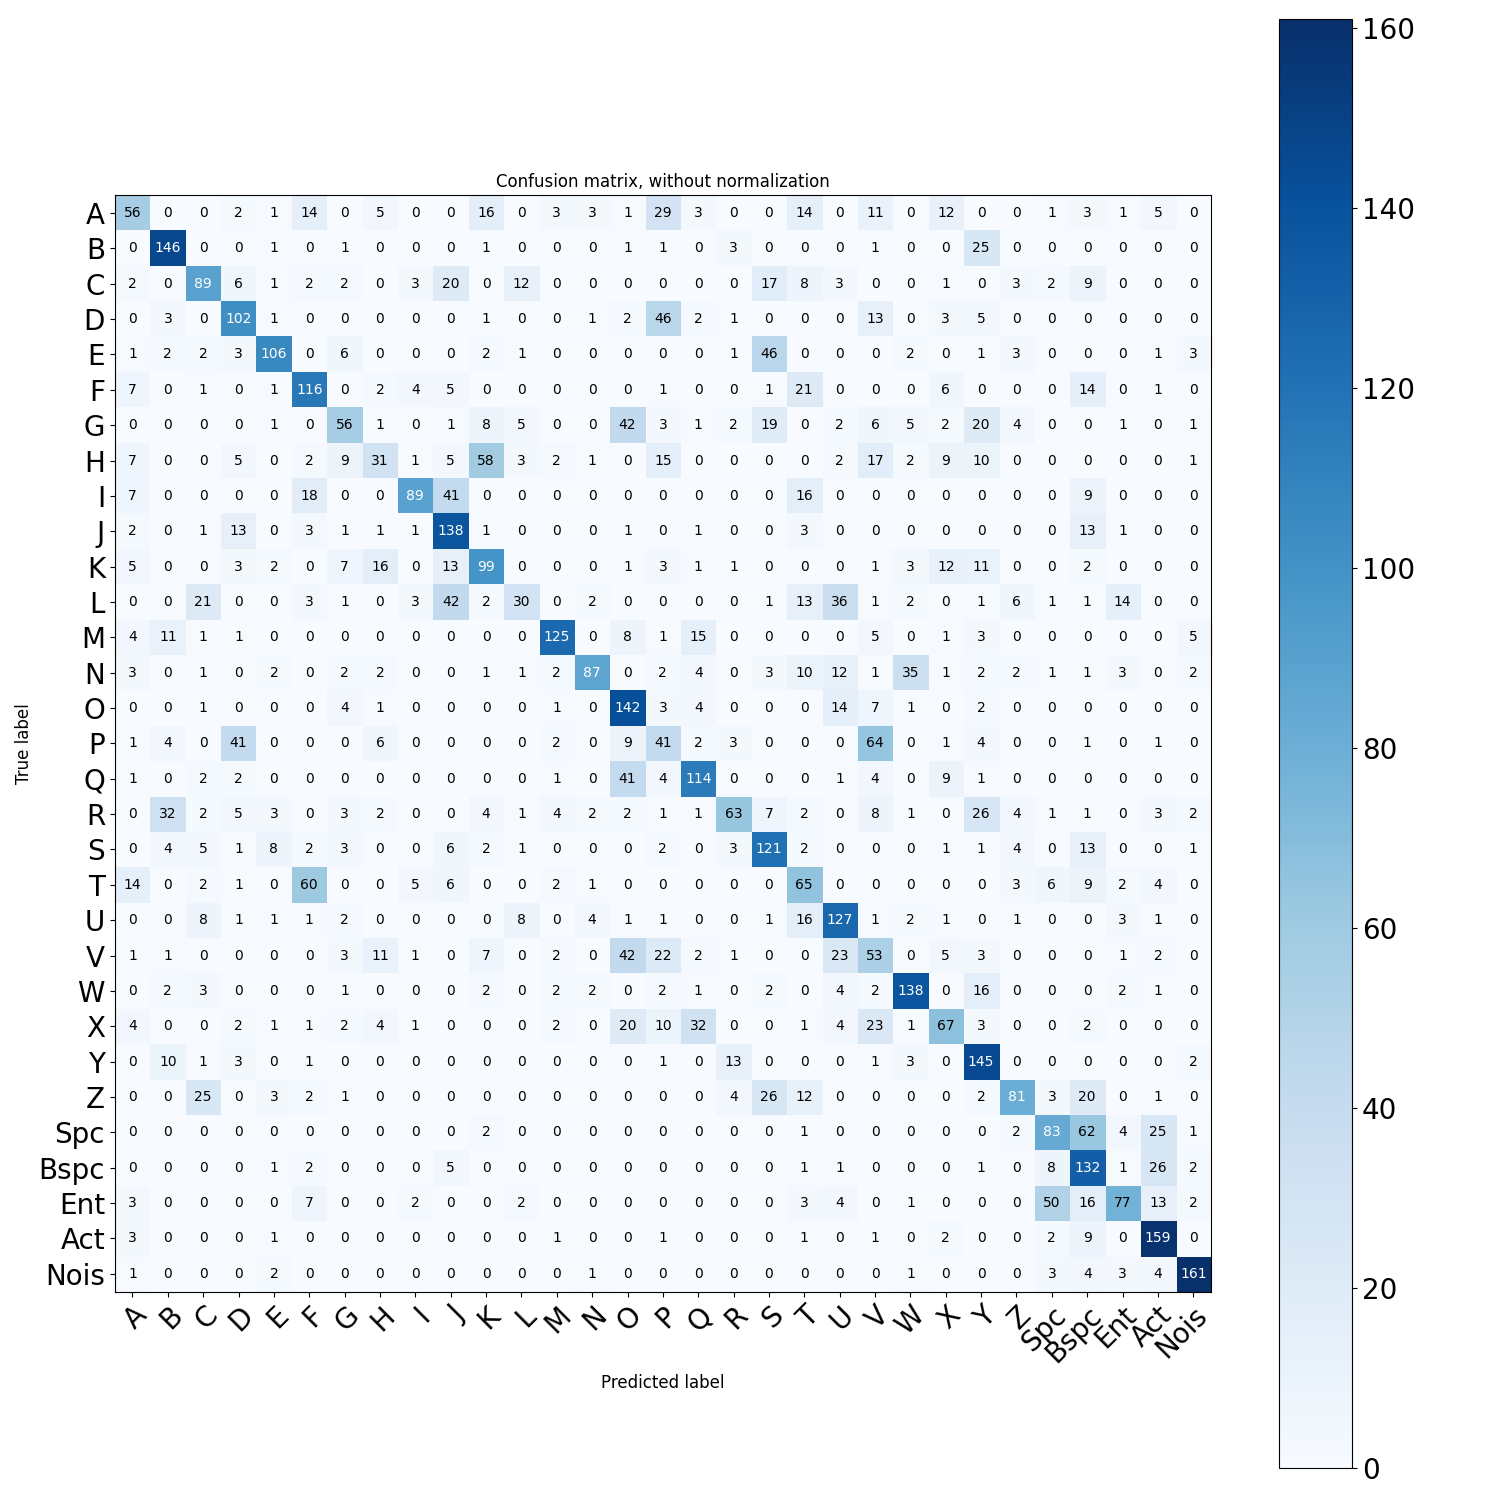 Confusion matrix, without normalization
A 56 0 0 2 1 14 0 5 0 0 16 0 3 3 1 29 3 0 0 14 0 11 0 12 0 0 1 3 1 5 0
B 0 146 0 0 1 0 1 0 0 0 1 0 0 0 1 1 0 3 0 0 0 1 0 0 25 0 0 0 0 0 0
C 2 0 89 6 1 2 2 0 3 20 0 12 0 0 0 0 0 0 17 8 3 0 0 1 0 3 2 9 0 0 0
D 0 3 0 102 1 0 0 0 0 0 1 0 0 1 2 46 2 1 0 0 0 13 0 3 5 0 0 0 0 0 0
E 1 2 2 3 106 0 6 0 0 0 2 1 0 0 0 0 0 1 46 0 0 0 2 0 1 3 0 0 0 1 3
F 7 0 1 0 1 116 0 2 4 5 0 0 0 0 0 1 0 0 1 21 0 0 0 6 0 0 0 14 0 1 0
G 0 0 0 0 1 0 56 1 0 1 8 5 0 0 42 3 1 2 19 0 2 6 5 2 20 4 0 0 1 0 1
H 7 0 0 5 0 2 9 31 1 5 58 3 2 1 0 15 0 0 0 0 2 17 2 9 10 0 0 0 0 0 1
I 7 0 0 0 0 18 0 0 89 41 0 0 0 0 0 0 0 0 0 16 0 0 0 0 0 0 0 9 0 0 0
J 2 0 1 13 0 3 1 1 1 138 1 0 0 0 1 0 1 0 0 3 0 0 0 0 0 0 0 13 1 0 0
K 5 0 0 3 2 0 7 16 0 13 99 0 0 0 1 3 1 1 0 0 0 1 3 12 11 0 0 2 0 0 0
L 0 0 21 0 0 3 1 0 3 42 2 30 0 2 0 0 0 0 1 13 36 1 2 0 1 6 1 1 14 0 0
M 4 11 1 1 0 0 0 0 0 0 0 0 125 0 8 1 15 0 0 0 0 5 0 1 3 0 0 0 0 0 5
N 3 0 1 0 2 0 2 2 0 0 1 1 2 87 0 2 4 0 3 10 12 1 35 1 2 2 1 1 3 0 2
O 0 0 1 0 0 0 4 1 0 0 0 0 1 0 142 3 4 0 0 0 14 7 1 0 2 0 0 0 0 0 0
P 1 4 0 41 0 0 0 6 0 0 0 0 2 0 9 41 2 3 0 0 0 64 0 1 4 0 0 1 0 1 0
Q 1 0 2 2 0 0 0 0 0 0 0 0 1 0 41 4 114 0 0 0 1 4 0 9 1 0 0 0 0 0 0
R 0 32 2 5 3 0 3 2 0 0 4 1 4 2 2 1 1 63 7 2 0 8 1 0 26 4 1 1 0 3 2
S 0 4 5 1 8 2 3 0 0 6 2 1 0 0 0 2 0 3 121 2 0 0 0 1 1 4 0 13 0 0 1
T 14 0 2 1 0 60 0 0 5 6 0 0 2 1 0 0 0 0 0 65 0 0 0 0 0 3 6 9 2 4 0
U 0 0 8 1 1 1 2 0 0 0 0 8 0 4 1 1 0 0 1 16 127 1 2 1 0 1 0 0 3 1 0
V 1 1 0 0 0 0 3 11 1 0 7 0 2 0 42 22 2 1 0 0 23 53 0 5 3 0 0 0 1 2 0
W 0 2 3 0 0 0 1 0 0 0 2 0 2 2 0 2 1 0 2 0 4 2 138 0 16 0 0 0 2 1 0
X 4 0 0 2 1 1 2 4 1 0 0 0 2 0 20 10 32 0 0 1 4 23 1 67 3 0 0 2 0 0 0
Y 0 10 1 3 0 1 0 0 0 0 0 0 0 0 0 1 0 13 0 0 0 1 3 0 145 0 0 0 0 0 2
Z 0 0 25 0 3 2 1 0 0 0 0 0 0 0 0 0 0 4 26 12 0 0 0 0 2 81 3 20 0 1 0
Spc 0 0 0 0 0 0 0 0 0 0 2 0 0 0 0 0 0 0 0 1 0 0 0 0 0 2 83 62 4 25 1
Bspc 0 0 0 0 1 2 0 0 0 5 0 0 0 0 0 0 0 0 0 1 1 0 0 0 1 0 8 132 1 26 2
Ent 3 0 0 0 0 7 0 0 2 0 0 2 0 0 0 0 0 0 0 3 4 0 1 0 0 0 50 16 77 13 2
Act 3 0 0 0 1 0 0 0 0 0 0 0 1 0 0 1 0 0 0 1 0 1 0 2 0 0 2 9 0 159 0
Nois 1 0 0 0 2 0 0 0 0 0 0 0 0 1 0 0 0 0 0 0 0 0 1 0 0 0 3 4 3 4 161
A B C D E F G H I J K L M N O P Q R S T U V W X Y Z Spc Bspc Ent Act Nois
Predicted label
True label
160
140
120
100
80
60
40
20
0